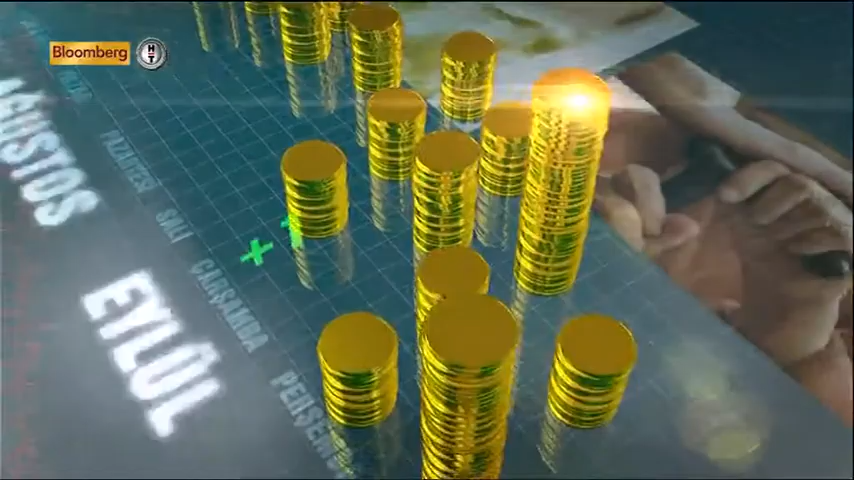 Bloomberg
HT
AĞUSTOS
EYLÜL
PAZARTESİ
SALI
ÇARŞAMBA
PERŞEMBE